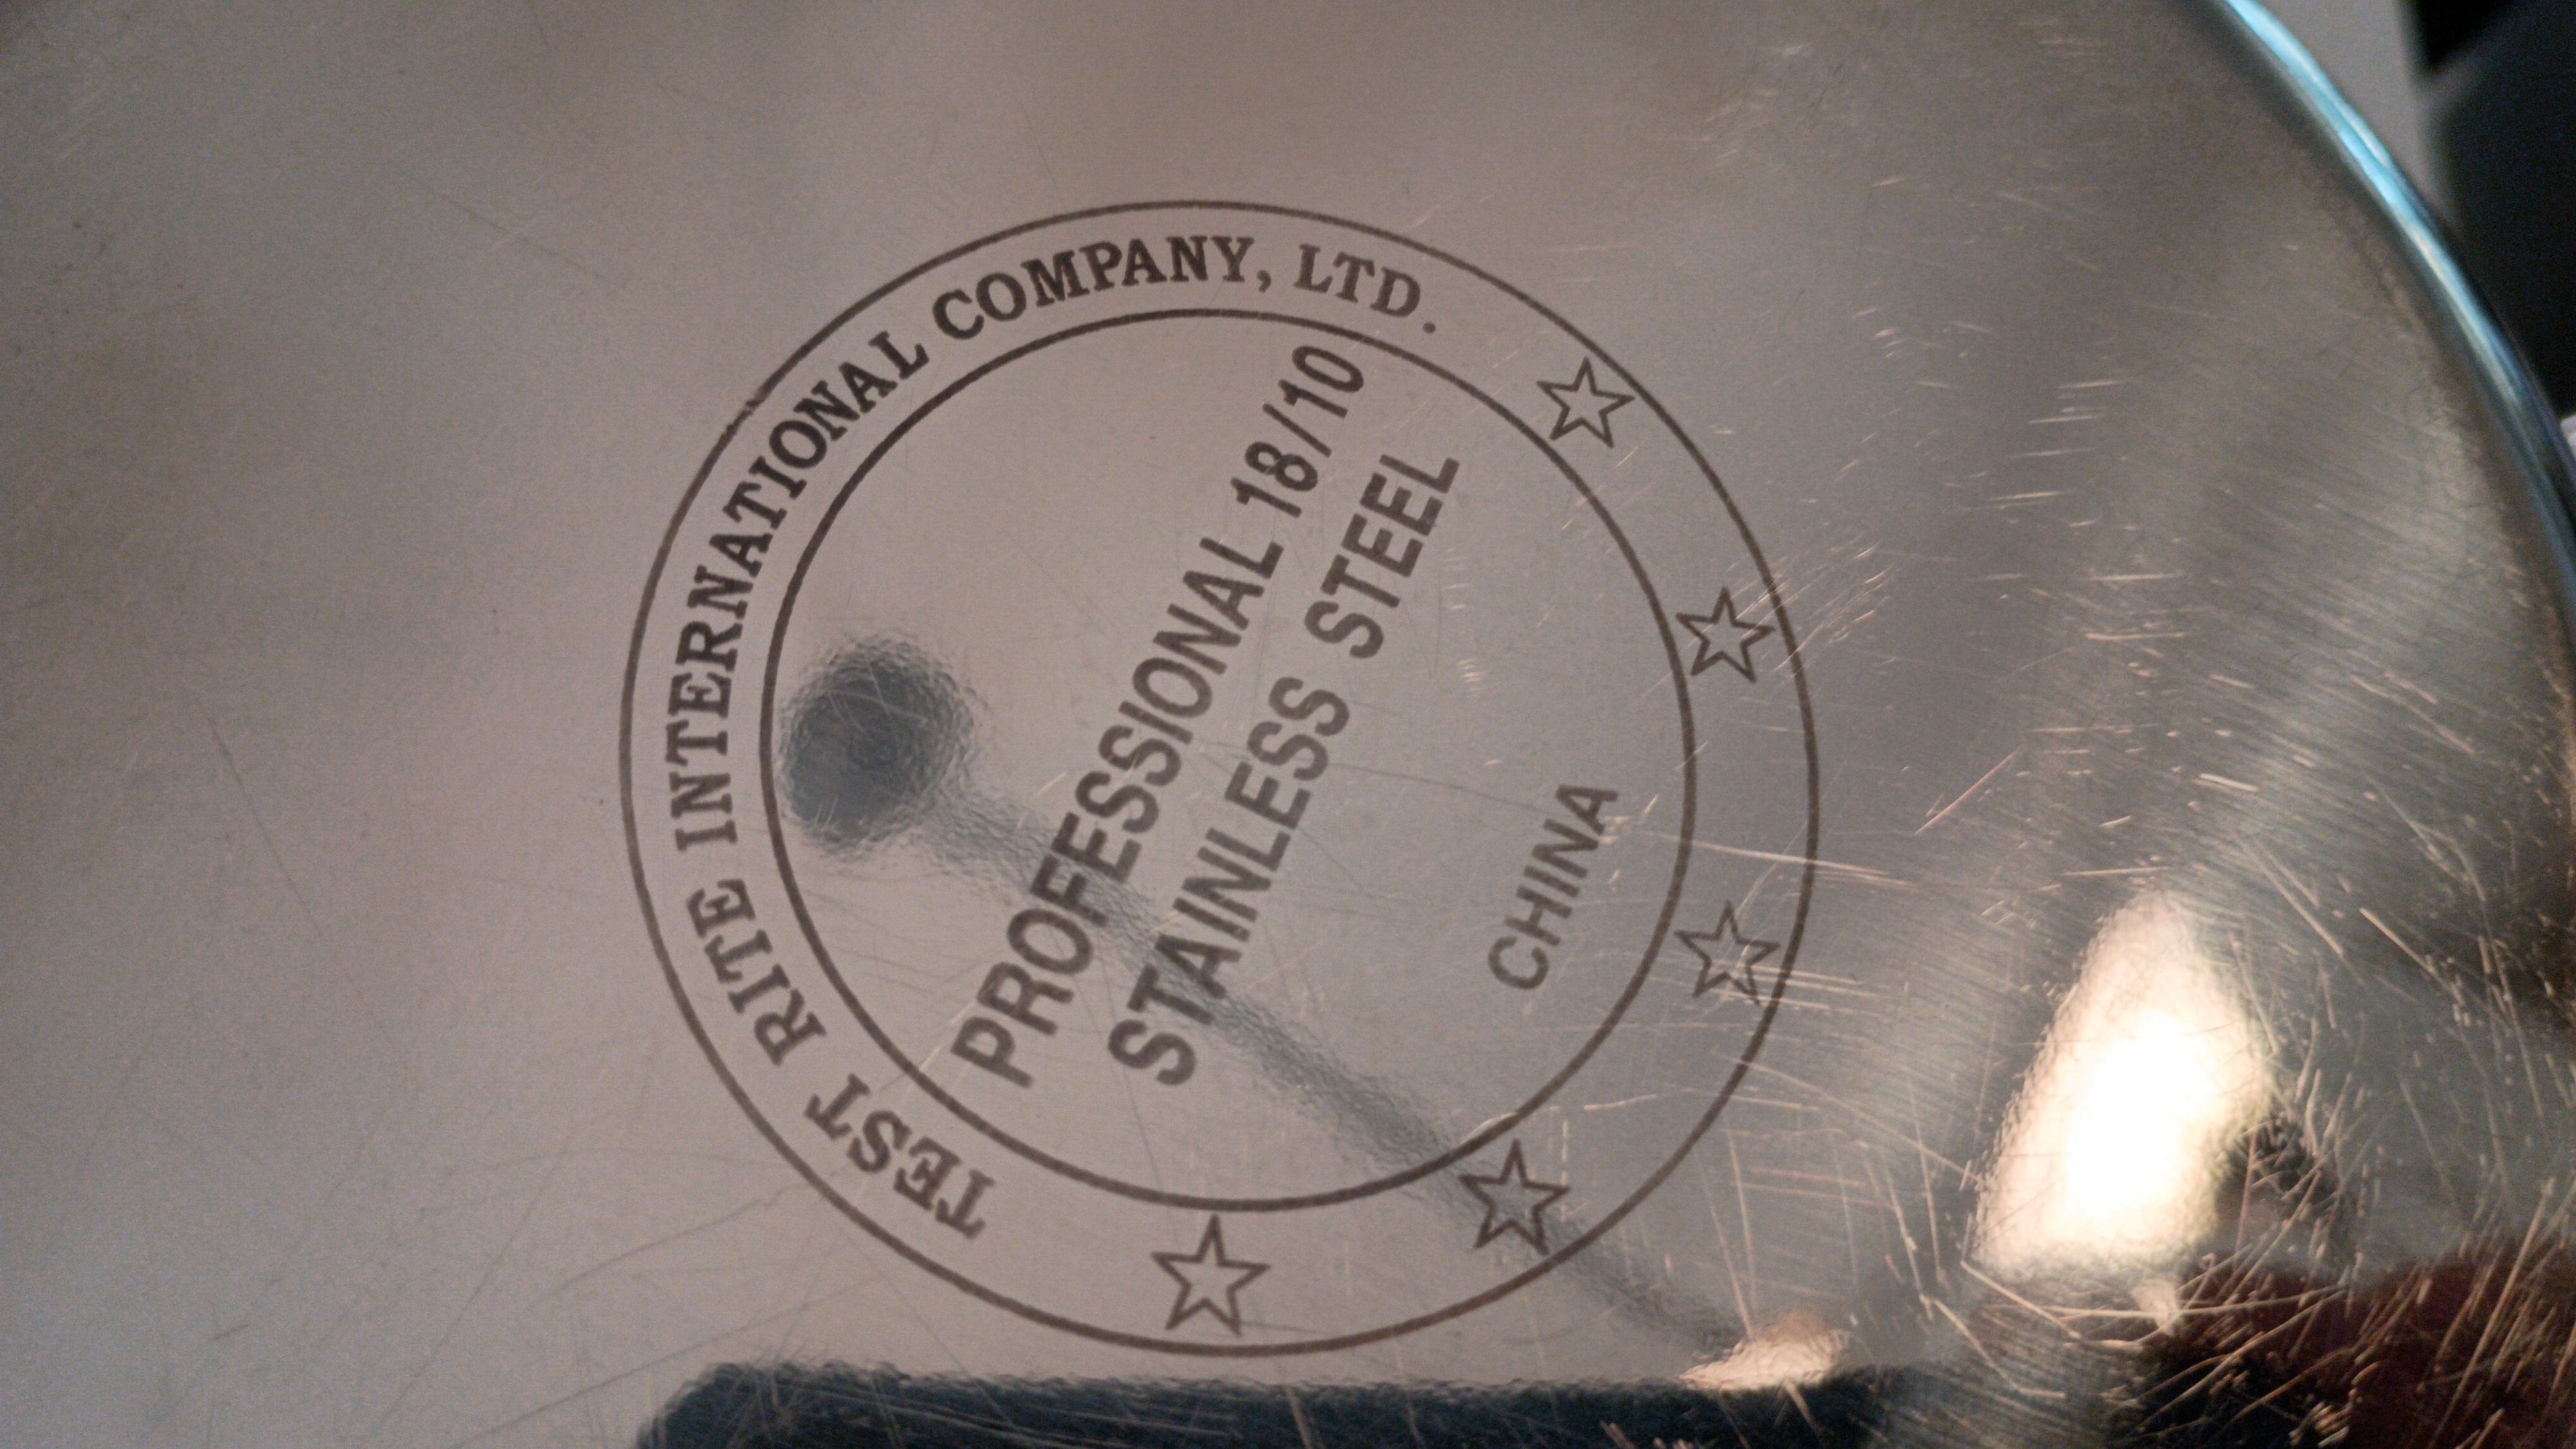 TEST RITE INTERNATIONAL COMPANY, LTD.
PROFESSIONAL 18/10
STAINLESS STEEL
CHINA